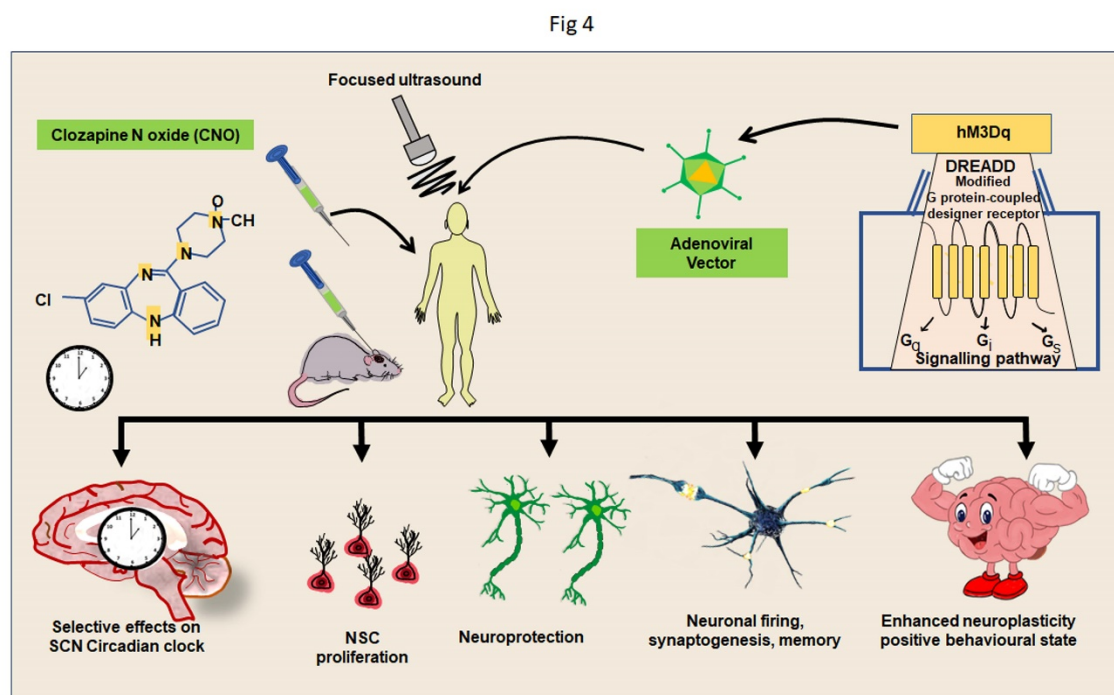 Fig 4
Focused ultrasound
Clozapine N oxide (CNO)
hM3Dq
DREADD
Modified
G protein-coupled
designer receptor
Adenoviral
Vector
O
N
CH
N
N
Cl
N
H
Gq
Gi
Gs
Signalling pathway
Selective effects on
SCN Circadian clock
NSC
proliferation
Neuroprotection
Neuronal firing,
synaptogenesis, memory
Enhanced neuroplasticity
positive behavioural state